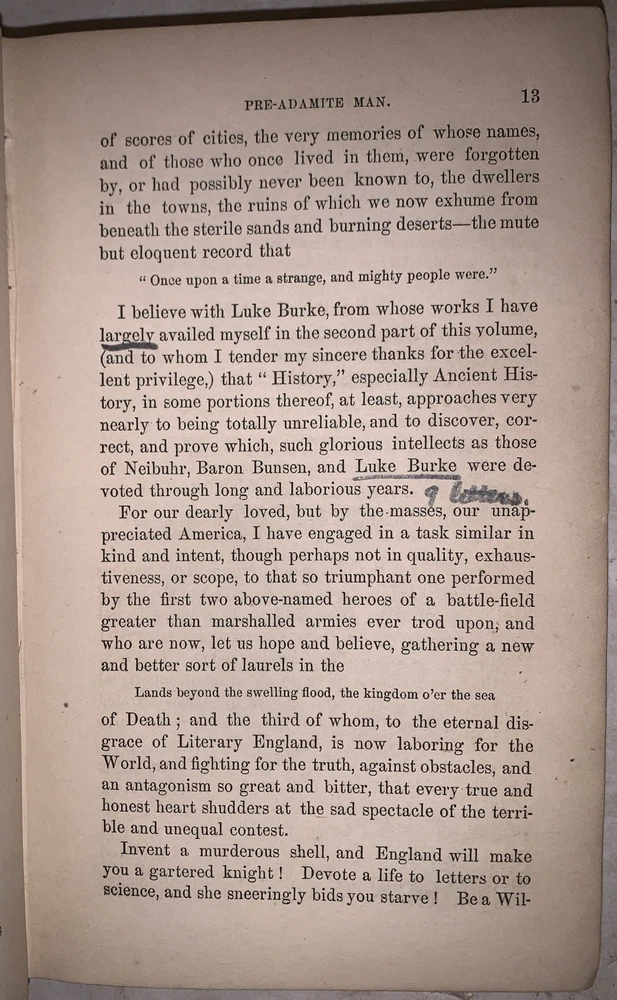 PRE-ADAMITE MAN. 13
of scores of cities, the very memories of whose names,
and of those who once lived in them, were forgotten
by, or had possibly never been known to, the dwellers
in the towns, the ruins of which we now exhume from
beneath the sterile sands and burning deserts—the mute
but eloquent record that
“ Once upon a time a strange, and mighty people were.”
I believe with Luke Burke, from whose works I have
largely availed myself in the second part of this volume,
(and to whom I tender my sincere thanks for the excel-
lent privilege,) that “ History,” especially Ancient His-
tory, in some portions thereof, at least, approaches very
nearly to being totally unreliable, and to discover, cor-
rect, and prove which, such glorious intellects as those
of Neibuhr, Baron Bunsen, and Luke Burke were de-
voted through long and laborious years. 9 letters.
For our dearly loved, but by the masses, our unap-
preciated America, I have engaged in a task similar in
kind and intent, though perhaps not in quality, exhaus-
tiveness, or scope, to that so triumphant one performed
by the first two above-named heroes of a battle-field
greater than marshalled armies ever trod upon, and
who are now, let us hope and believe, gathering a new
and better sort of laurels in the
Lands beyond the swelling flood, the kingdom o’er the sea
of Death ; and the third of whom, to the eternal dis-
grace of Literary England, is now laboring for the
World, and fighting for the truth, against obstacles, and
an antagonism so great and bitter, that every true and
honest heart shudders at the sad spectacle of the terri-
ble and unequal contest.
Invent a murderous shell, and England will make
you a gartered knight ! Devote a life to letters or to
science, and she sneeringly bids you starve ! Be a Wil-